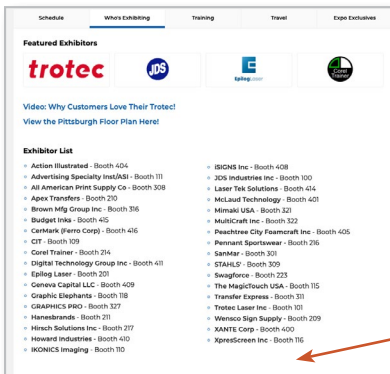 Schedule
Who's Exhibiting
Training
Travel
Expo Exclusives
Featured Exhibitors
trotec
JDS
Epilog Laser
Corel Trainer
Video: Why Customers Love Their Trotec!
View the Pittsburgh Floor Plan Here!
Exhibitor List
Action Illustrated - Booth 404
Advertising Specialty Inst/ASI - Booth 111
All American Print Supply Co - Booth 308
Apex Transfers - Booth 210
Brown Mfg Group Inc - Booth 316
Budget Inks - Booth 415
CerMark (Ferro Corp) - Booth 416
CIT - Booth 109
Corel Trainer - Booth 214
Digital Technology Group Inc - Booth 411
Epilog Laser - Booth 201
Geneva Capital LLC - Booth 409
Graphic Elephants - Booth 118
GRAPHICS PRO - Booth 327
Hanesbrands - Booth 211
Hirsch Solutions Inc - Booth 217
Howard Industries - Booth 410
IKONICS Imaging - Booth 110
iSIGNS Inc - Booth 408
JDS Industries Inc - Booth 100
Laser Tek Solutions - Booth 414
McLaud Technology - Booth 401
Mimaki USA - Booth 321
MultiCraft Inc - Booth 322
Peachtree City Foamcraft Inc - Booth 405
Pennant Sportswear - Booth 216
SanMar - Booth 301
STAHLS' - Booth 309
Swagforce - Booth 223
The MagicTouch USA - Booth 115
Transfer Express - Booth 311
Trotec Laser Inc - Booth 101
Wensco Sign Supply - Booth 209
XANTE Corp - Booth 400
XpresScreen Inc - Booth 116